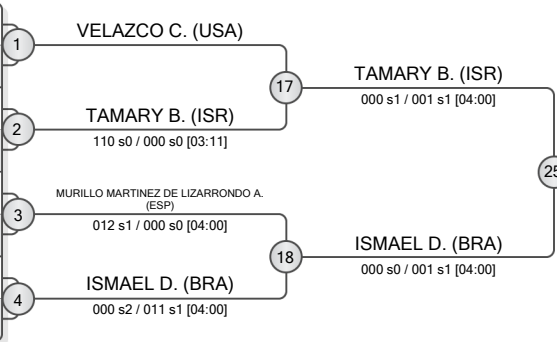 1
VELAZCO C. (USA)
17
TAMARY B. (ISR)
000 s1 / 001 s1 [04:00]
2
TAMARY B. (ISR)
110 s0 / 000 s0 [03:11]
25
3
MURILLO MARTINEZ DE LIZARRONDO A.
(ESP)
012 s1 / 000 s0 [04:00]
18
ISMAEL D. (BRA)
000 s0 / 001 s1 [04:00]
4
ISMAEL D. (BRA)
000 s2 / 011 s1 [04:00]